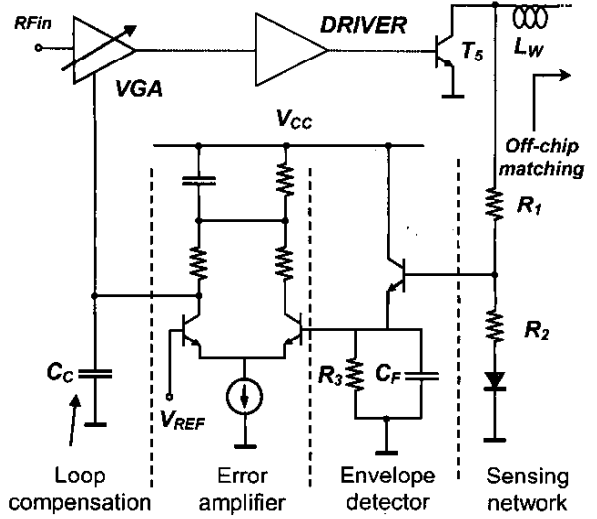 RFin
VGA
DRIVER
T5
LW
VCC
Off-chip
matching
R1
R2
R3
CF
CC
VREF
Loop
compensation
Error
amplifier
Envelope
detector
Sensing
network